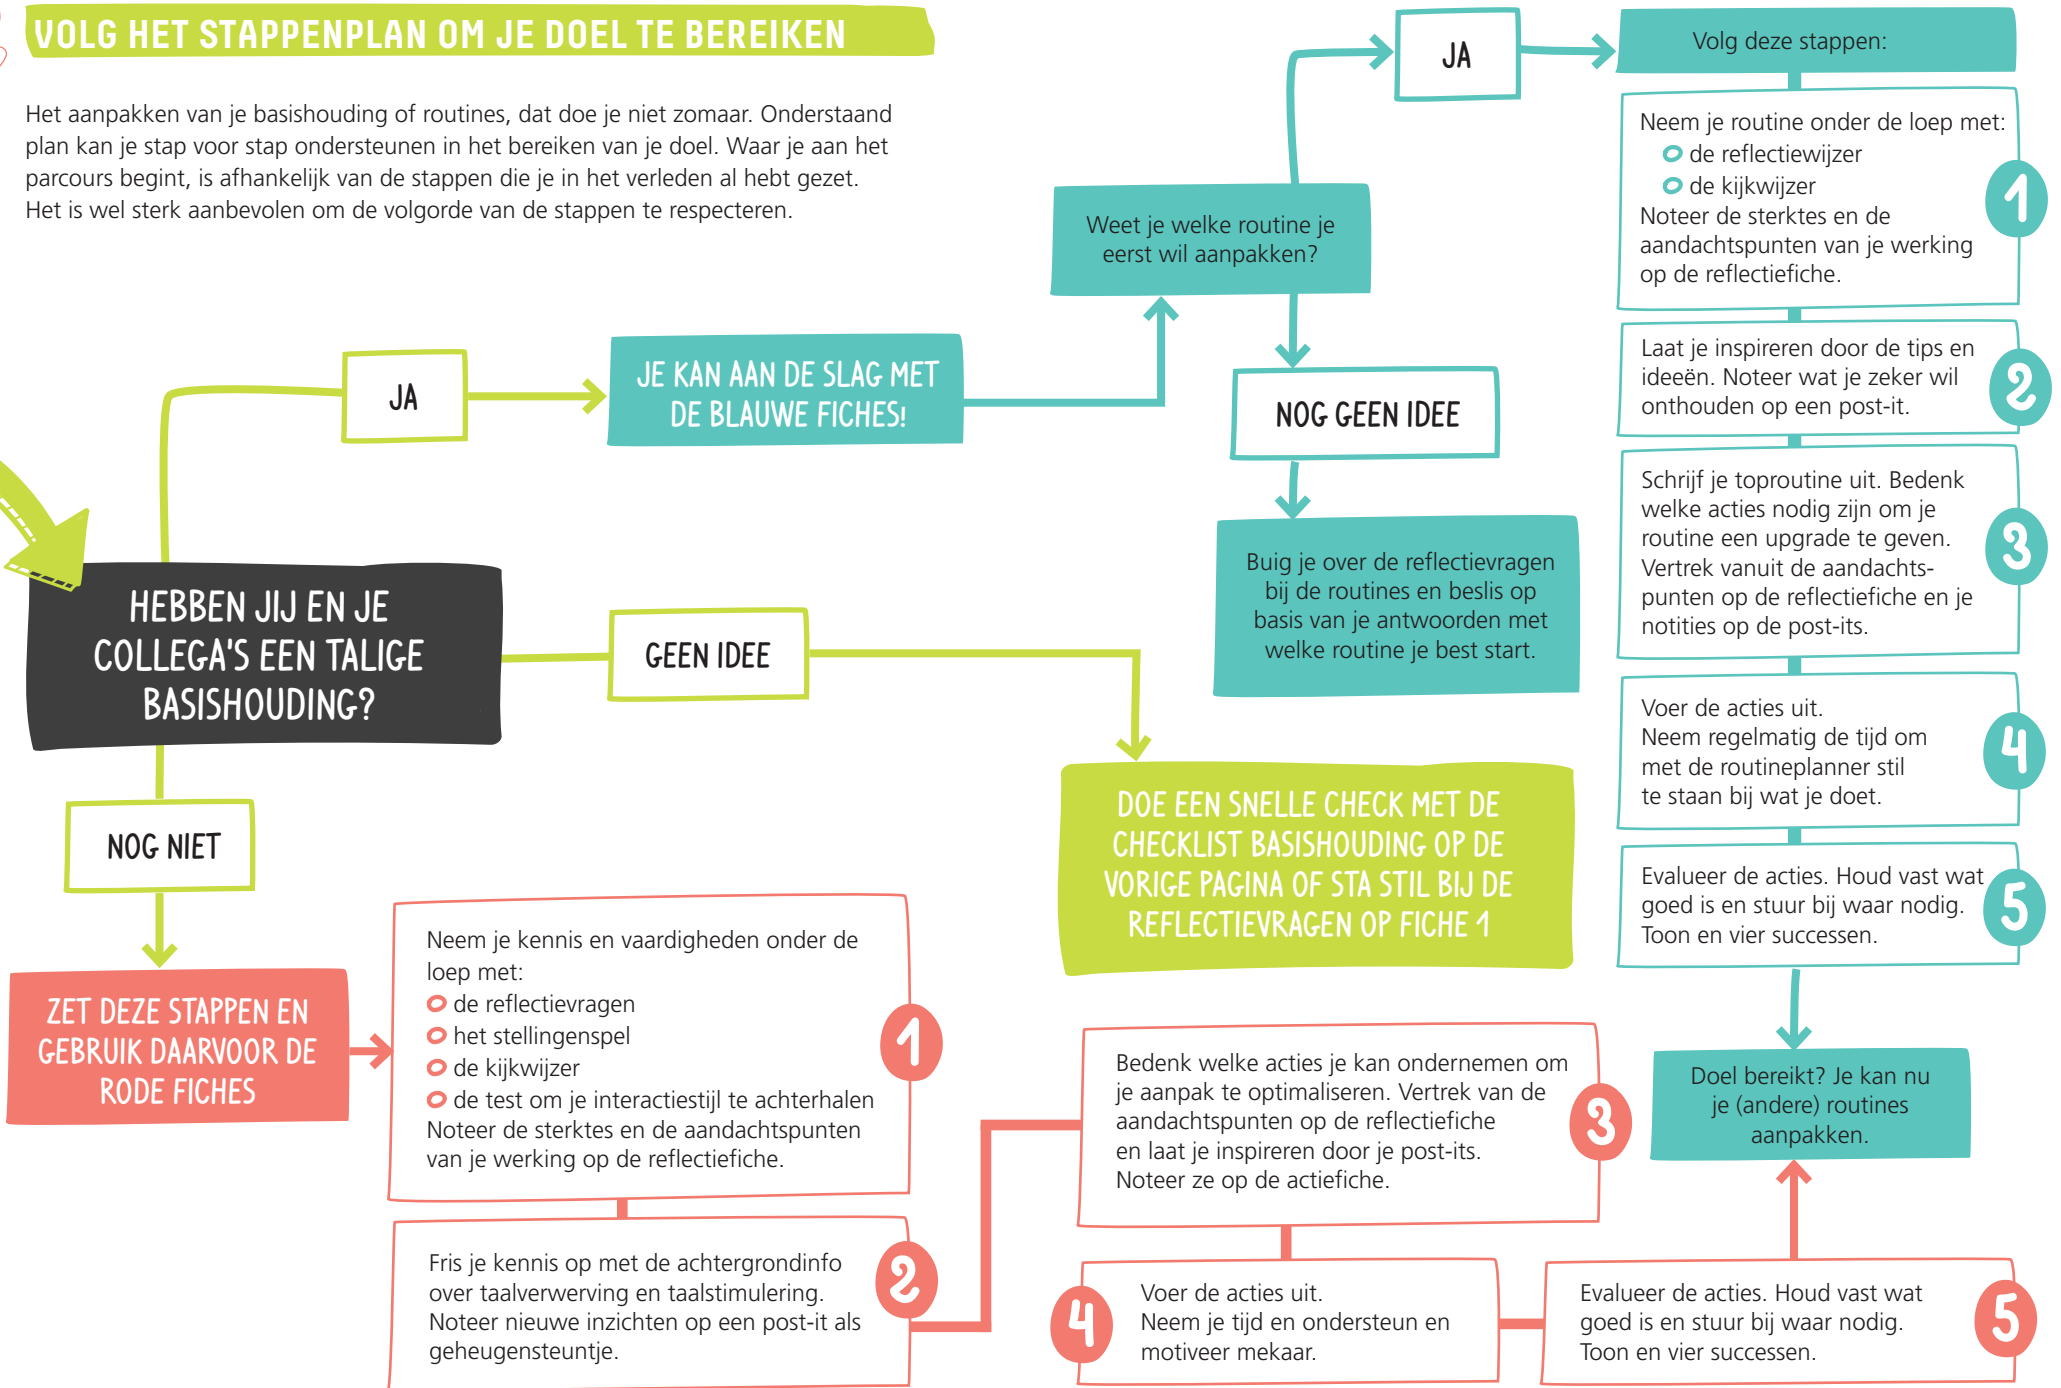 VOLG HET STAPPENPLAN OM JE DOEL TE BEREIKEN
Het aanpakken van je basishouding of routines, dat doe je niet zomaar. Onderstaand
plan kan je stap voor stap ondersteunen in het bereiken van je doel. Waar je aan het
parcours begint, is afhankelijk van de stappen die je in het verleden al hebt gezet.
Het is wel sterk aanbevolen om de volgorde van de stappen te respecteren.
HEBBEN JIJ EN JE
COLLEGA'S EEN TALIGE
BASISHOUDING?
JA
JE KAN AAN DE SLAG MET
DE BLAUWE FICHES!
Weet je welke routine je
eerst wil aanpakken?
JA
Volg deze stappen:
Neem je routine onder de loep met:
de reflectiewijzer
de kijkwijzer
Noteer de sterktes en de
aandachtspunten van je werking
op de reflectiefiche.
1
Laat je inspireren door de tips en
ideeën. Noteer wat je zeker wil
onthouden op een post-it.
2
Schrijf je toproutine uit. Bedenk
welke acties nodig zijn om je
routine een upgrade te geven.
Vertrek vanuit de aandachts-
punten op de reflectiefiche en je
notities op de post-its.
3
Voer de acties uit.
Neem regelmatig de tijd om
met de routineplanner stil
te staan bij wat je doet.
4
Evalueer de acties. Houd vast wat
goed is en stuur bij waar nodig.
Toon en vier successen.
5
NOG GEEN IDEE
Buig je over de reflectievragen
bij de routines en beslis op
basis van je antwoorden met
welke routine je best start.
GEEN IDEE
DOE EEN SNELLE CHECK MET DE
CHECKLIST BASISHOUDING OP DE
VORIGE PAGINA OF STA STIL BIJ DE
REFLECTIEVRAGEN OP FICHE 1
NOG NIET
ZET DEZE STAPPEN EN
GEBRUIK DAARVOOR DE
RODE FICHES
Neem je kennis en vaardigheden onder de
loep met:
de reflectievragen
het stellingenspel
de kijkwijzer
de test om je interactiestijl te achterhalen
Noteer de sterktes en de aandachtspunten
van je werking op de reflectiefiche.
1
Fris je kennis op met de achtergrondinfo
over taalverwerving en taalstimulering.
Noteer nieuwe inzichten op een post-it als
geheugensteuntje.
2
Bedenk welke acties je kan ondernemen om
je aanpak te optimaliseren. Vertrek van de
aandachtspunten op de reflectiefiche
en laat je inspireren door je post-its.
Noteer ze op de actiefiche.
3
4
Voer de acties uit.
Neem je tijd en ondersteun en
motiveer mekaar.
Evalueer de acties. Houd vast wat
goed is en stuur bij waar nodig.
Toon en vier successen.
5
Doel bereikt? Je kan nu
je (andere) routines
aanpakken.